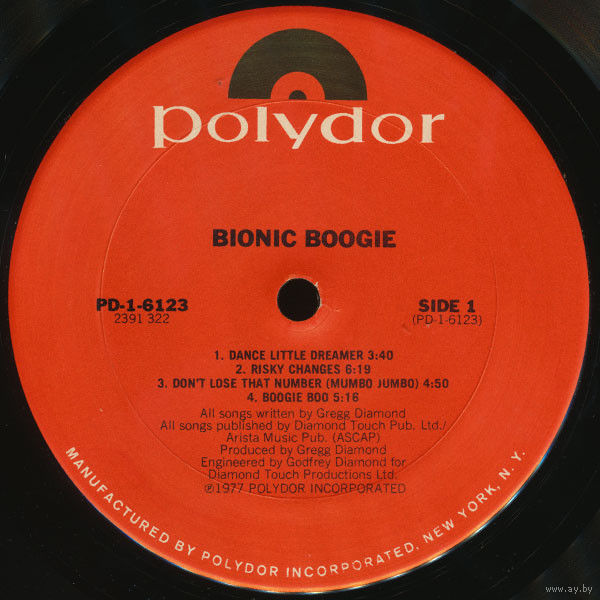 polydor
BIONIC BOOGIE
PD-1-6123
2391 322
SIDE 1
(PD-1-6123)
1. DANCE LITTLE DREAMER 3:40
2. RISKY CHANGES 6:19
3. DON'T LOSE THAT NUMBER (MUMBO JUMBO) 4:50
4. BOOGIE BOO 5:16
All songs written by Gregg Diamond
All songs published by Diamond Touch Pub. Ltd./
Arista Music Pub. (ASCAP)
Produced by Gregg Diamond
Engineered by Godfrey Diamond for
Diamond Touch Productions Ltd.
℗1977 POLYDOR INCORPORATED
MANUFACTURED BY POLYDOR INCORPORATED, NEW YORK, N.Y.
www.ay.by